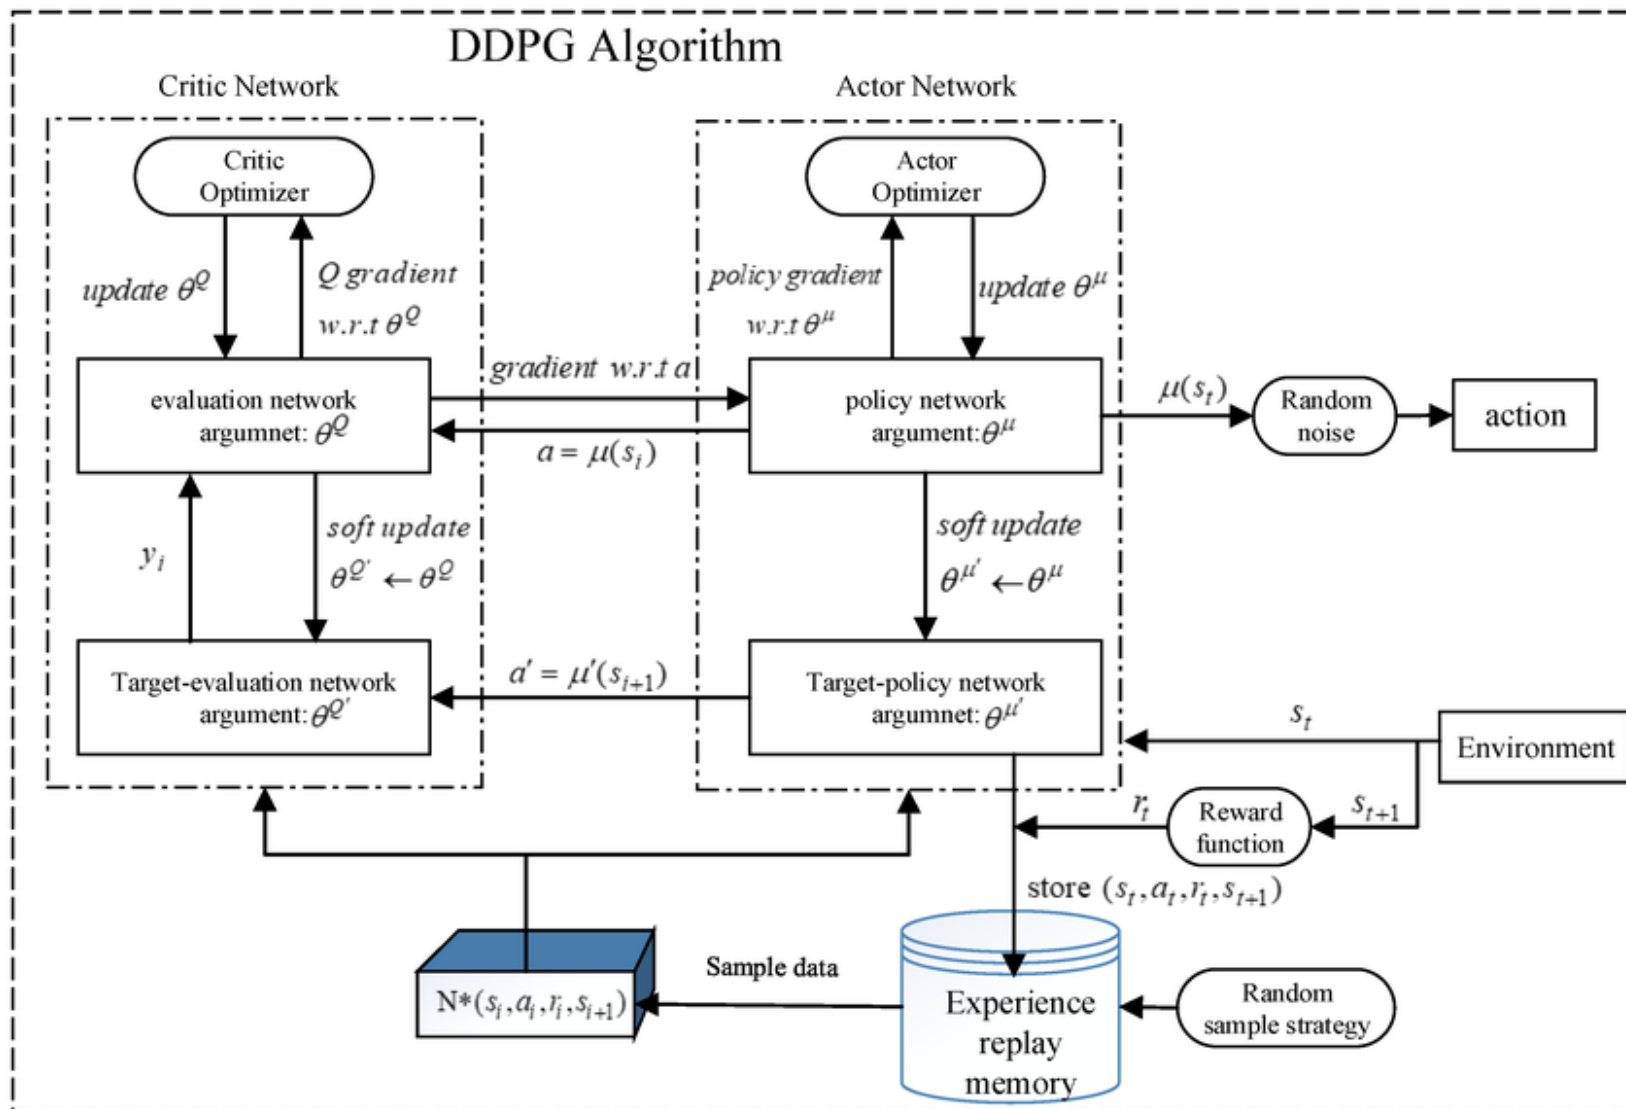 DDPG Algorithm
Critic Network
Actor Network
Critic
Optimizer
Actor
Optimizer
update θ^Q
Q gradient
w.r.t θ^Q
policy gradient
w.r.t θ^μ
update θ^μ
evaluation network
argumnet: θ^Q
gradient w.r.t a
a = μ(s_i)
policy network
argument: θ^μ
μ(s_t)
Random
noise
action
y_i
soft update
θ^Q' ← θ^Q
soft update
θ^μ' ← θ^μ
Target-evaluation network
argument: θ^Q'
a' = μ'(s_{i+1})
Target-policy network
argumnet: θ^μ'
s_t
Environment
r_t
Reward
function
s_{t+1}
store (s_t, a_t, r_t, s_{t+1})
N*(s_i, a_i, r_i, s_{i+1})
Sample data
Experience
replay
memory
Random
sample strategy